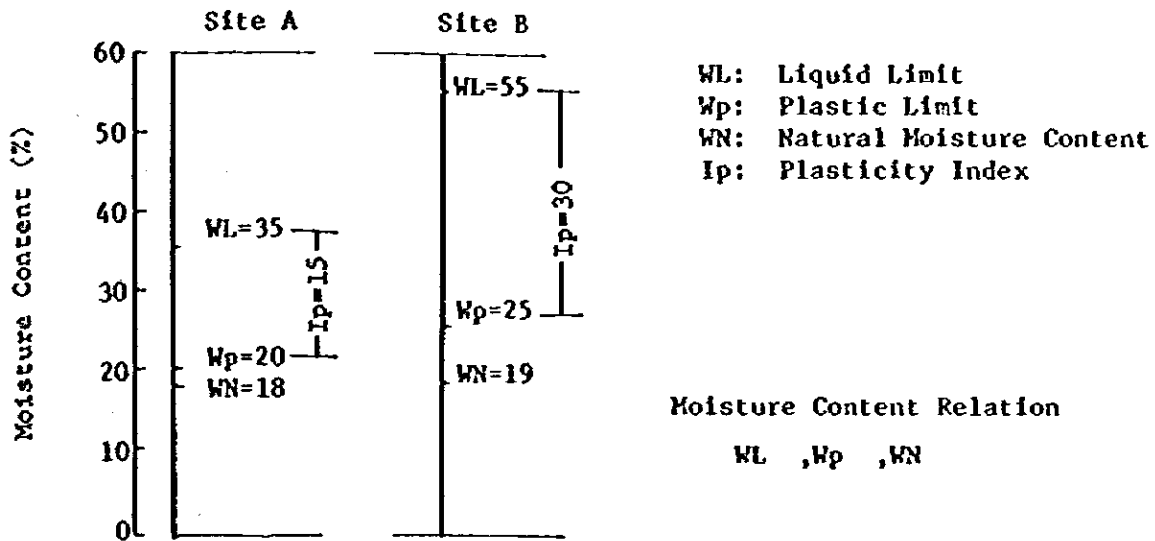 Site A
Site B
Moisture Content (%)
60
50
40
30
20
10
0
WL=35
Ip=15
Wp=20
WN=18
WL=55
Ip=30
Wp=25
WN=19
WL: Liquid Limit
Wp: Plastic Limit
WN: Natural Moisture Content
Ip: Plasticity Index
Moisture Content Relation
WL ,Wp ,WN